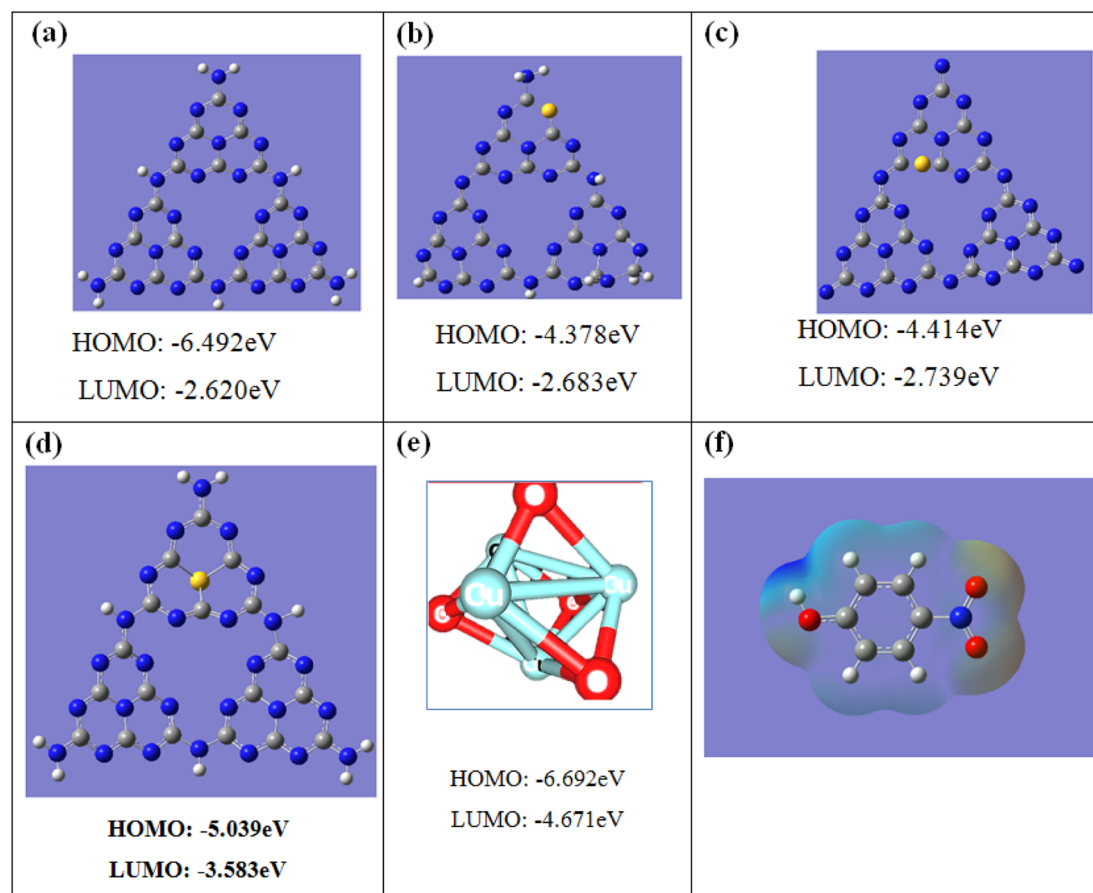 (a)
HOMO: -6.492eV
LUMO: -2.620eV
(b)
HOMO: -4.378eV
LUMO: -2.683eV
(c)
HOMO: -4.414eV
LUMO: -2.739eV
(d)
HOMO: -5.039eV
LUMO: -3.583eV
(e)
O
Cu
Cu
O
HOMO: -6.692eV
LUMO: -4.671eV
(f)